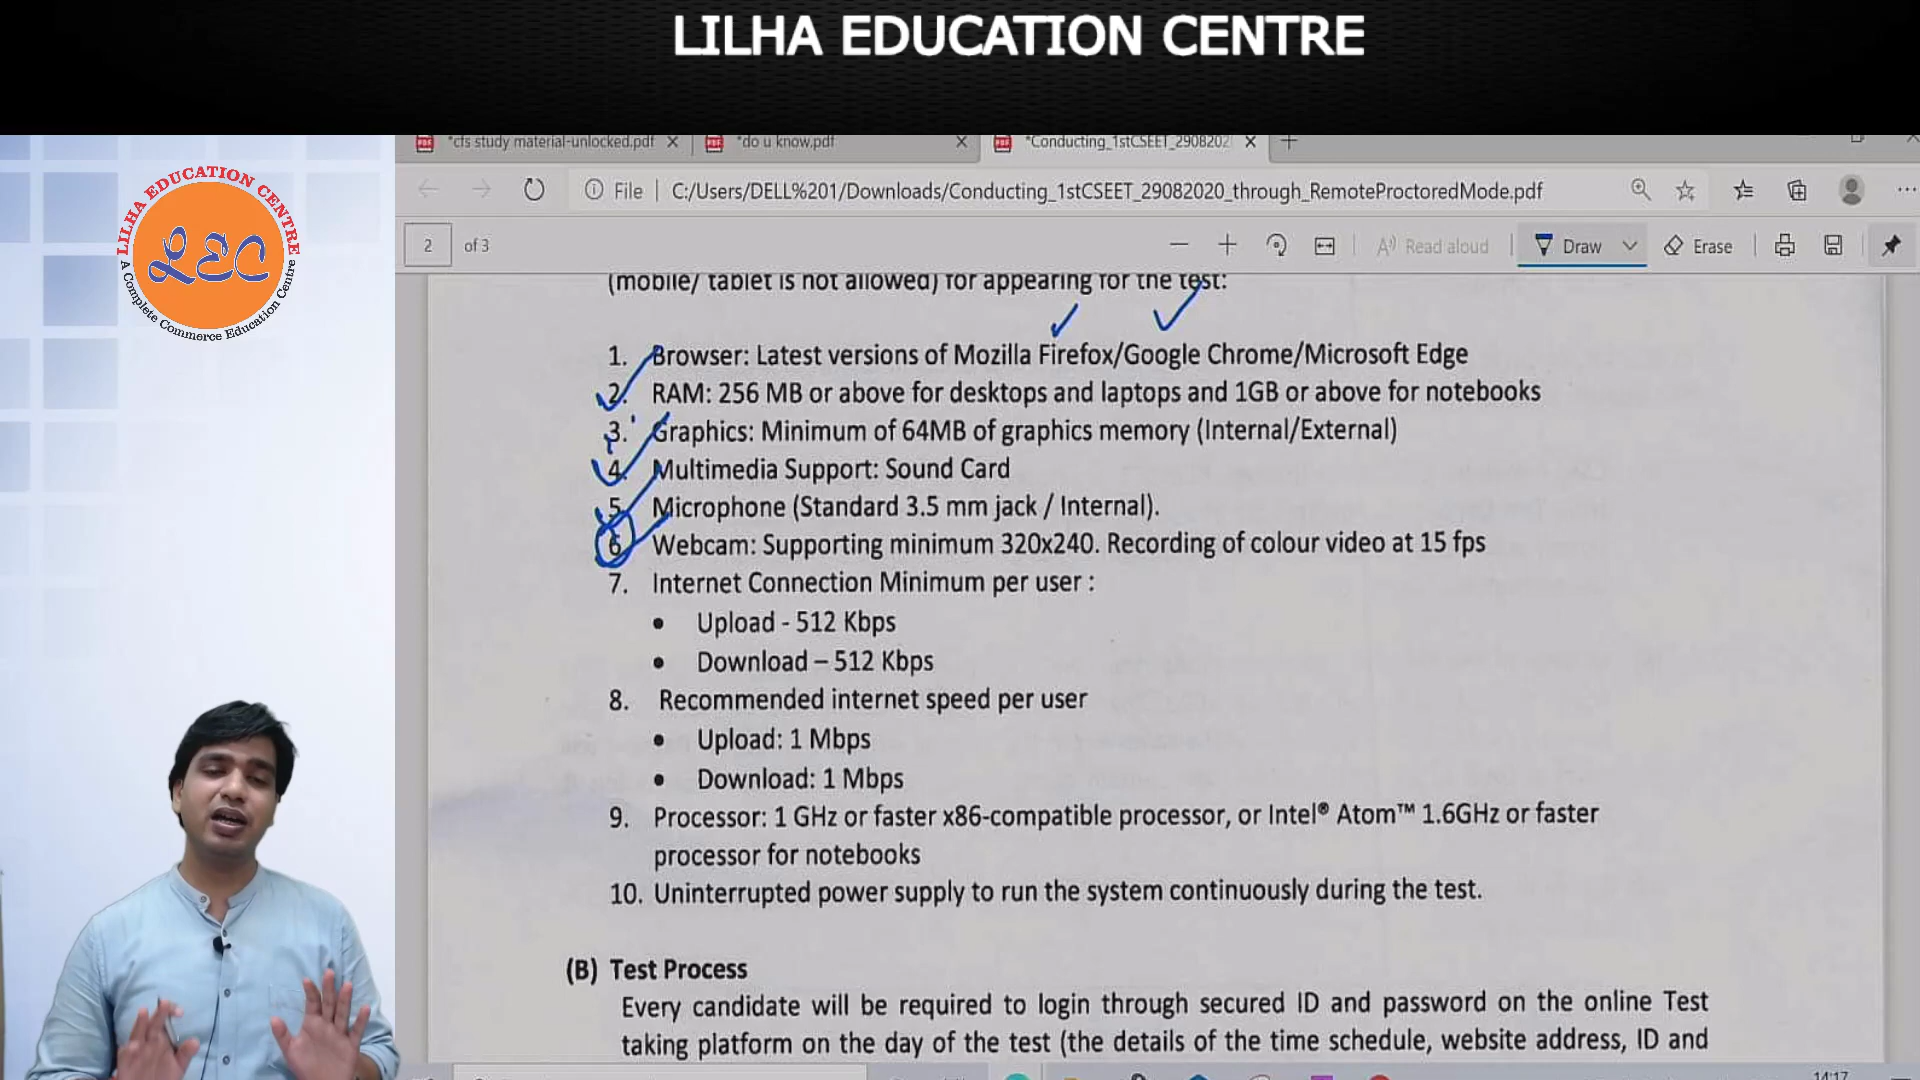 LILHA EDUCATION CENTRE
LILHA EDUCATION CENTRE
LEC
A Complete Commerce Education Centre
*cfs study material-unlocked.pdf
*do u know.pdf
*Conducting_1stCSEET_2908202
File | C:/Users/DELL%201/Downloads/Conducting_1stCSEET_29082020_through_RemoteProctoredMode.pdf
2 of 3
Read aloud
Draw
Erase
(mobile/ tablet is not allowed) for appearing for the test:
1. Browser: Latest versions of Mozilla Firefox/Google Chrome/Microsoft Edge
2. RAM: 256 MB or above for desktops and laptops and 1GB or above for notebooks
3. Graphics: Minimum of 64MB of graphics memory (Internal/External)
4. Multimedia Support: Sound Card
5. Microphone (Standard 3.5 mm jack / Internal).
6. Webcam: Supporting minimum 320x240. Recording of colour video at 15 fps
7. Internet Connection Minimum per user :
• Upload - 512 Kbps
• Download – 512 Kbps
8. Recommended internet speed per user
• Upload: 1 Mbps
• Download: 1 Mbps
9. Processor: 1 GHz or faster x86-compatible processor, or Intel® Atom™ 1.6GHz or faster
processor for notebooks
10. Uninterrupted power supply to run the system continuously during the test.
(B) Test Process
Every candidate will be required to login through secured ID and password on the online Test
taking platform on the day of the test (the details of the time schedule, website address, ID and
14:17